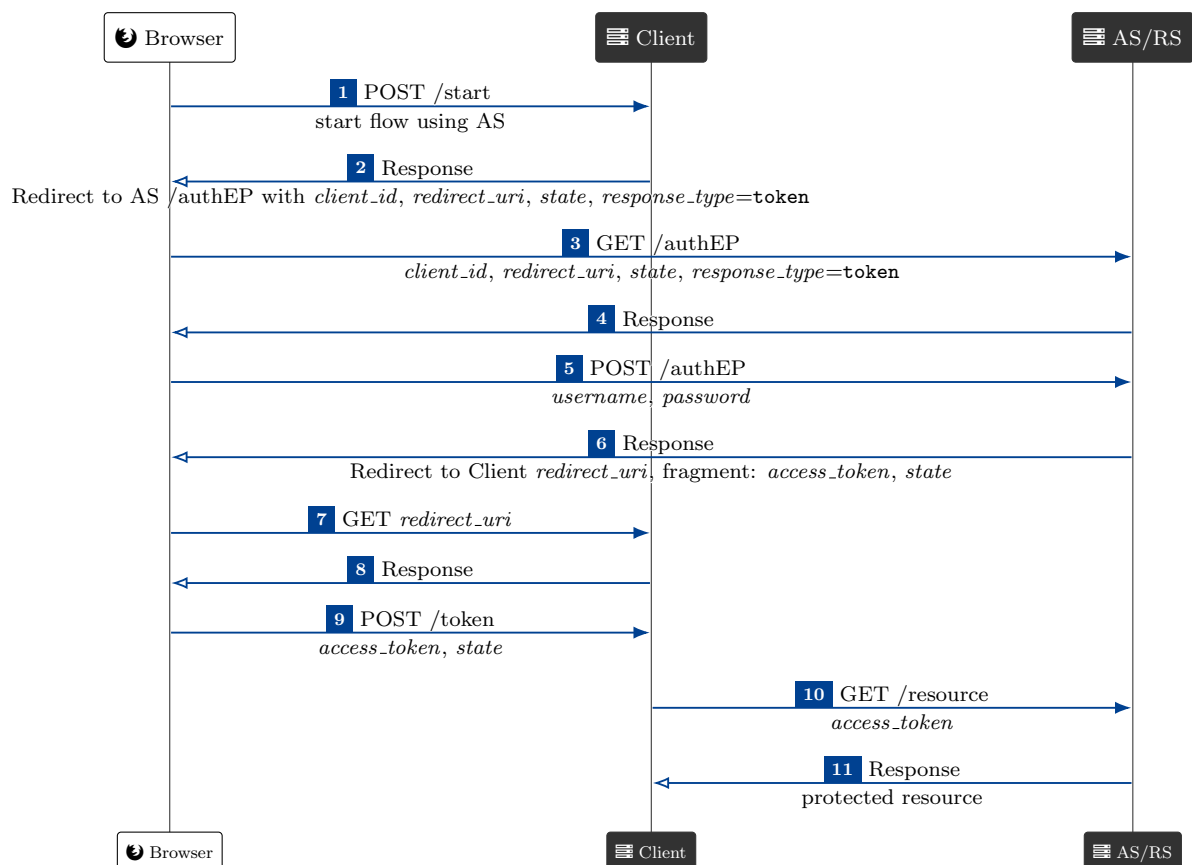 Browser
Client
AS/RS
1 POST /start
start flow using AS
2 Response
Redirect to AS /authEP with client_id, redirect_uri, state, response_type=token
3 GET /authEP
client_id, redirect_uri, state, response_type=token
4 Response
5 POST /authEP
username, password
6 Response
Redirect to Client redirect_uri, fragment: access_token, state
7 GET redirect_uri
8 Response
9 POST /token
access_token, state
10 GET /resource
access_token
11 Response
protected resource
Browser
Client
AS/RS